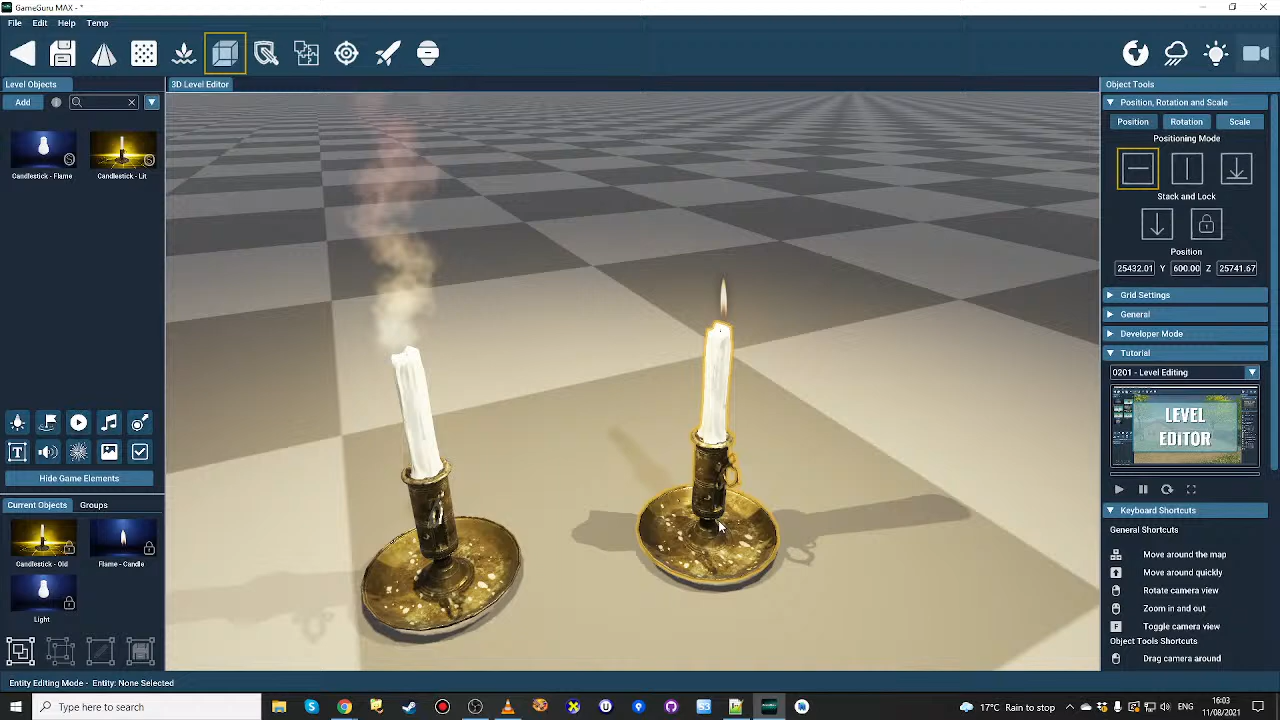 GameGuru MAX - *
File Edit Help Temp
Level Objects
3D Level Editor
Object Tools
Add
Position, Rotation and Scale
Position Rotation Scale
Positioning Mode
Candlestick - Flame
Candlestick - Lit
Stack and Lock
Position
25432.01 Y 600.00 Z 25741.67
Grid Settings
General
Developer Mode
Tutorial
0201 - Level Editing
LEVEL
EDITOR
Hide Game Elements
Current Objects Groups
Keyboard Shortcuts
General Shortcuts
Candlestick - Old
Flame - Candle
Move around the map
Move around quickly
Rotate camera view
Light
Zoom in and out
F Toggle camera view
Object Tools Shortcuts
Drag camera around
Entity Editing Mode - Entity: None Selected
Type here to search
17°C Rain to stop
16:03
11/08/2021